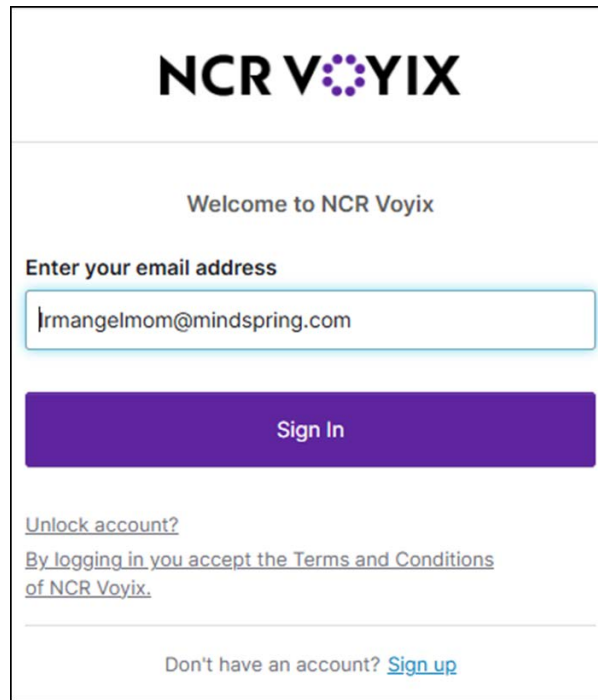 NCR VOYIX
Welcome to NCR Voyix
Enter your email address
lrmangelmom@mindspring.com
Sign In
Unlock account?
By logging in you accept the Terms and Conditions
of NCR Voyix.
Don't have an account? Sign up